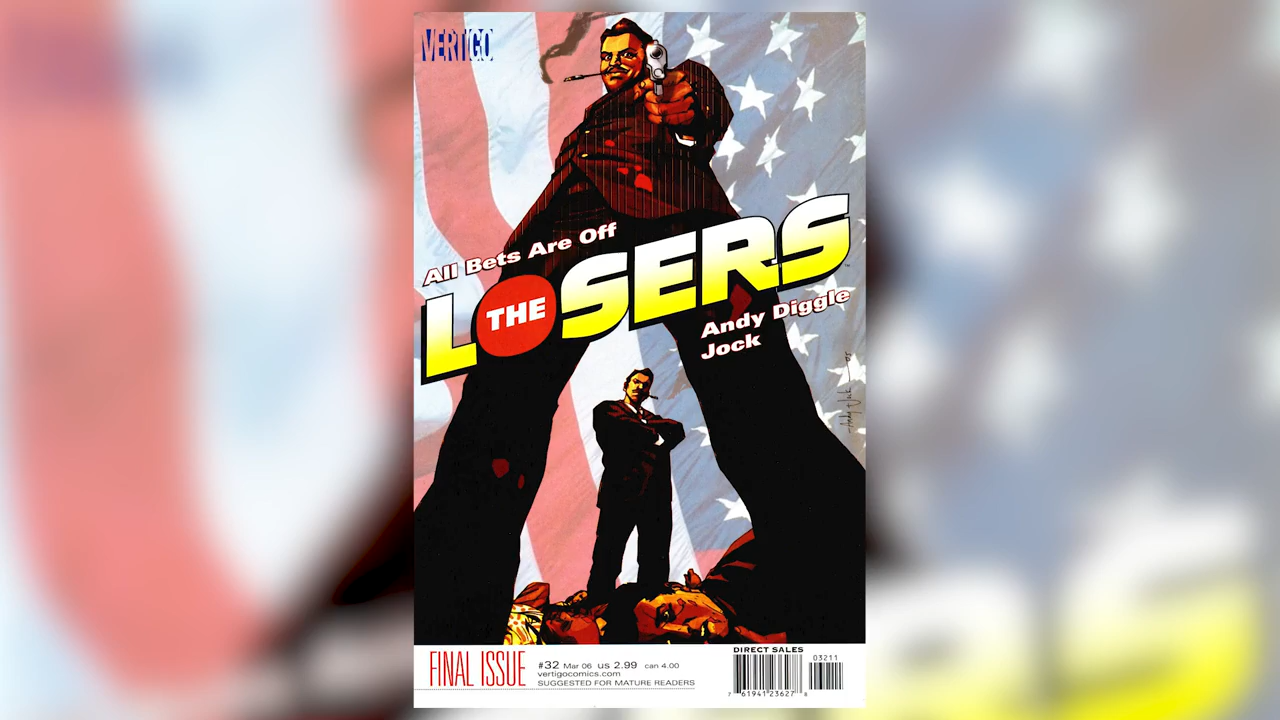 VERTIGO
All Bets Are Off
THE
LOSERS
Andy Diggle
Jock
FINAL ISSUE
#32 Mar 06 US 2.99 can 4.00
vertigocomics.com
SUGGESTED FOR MATURE READERS
DIRECT SALES
03211
7 61941 23627 8